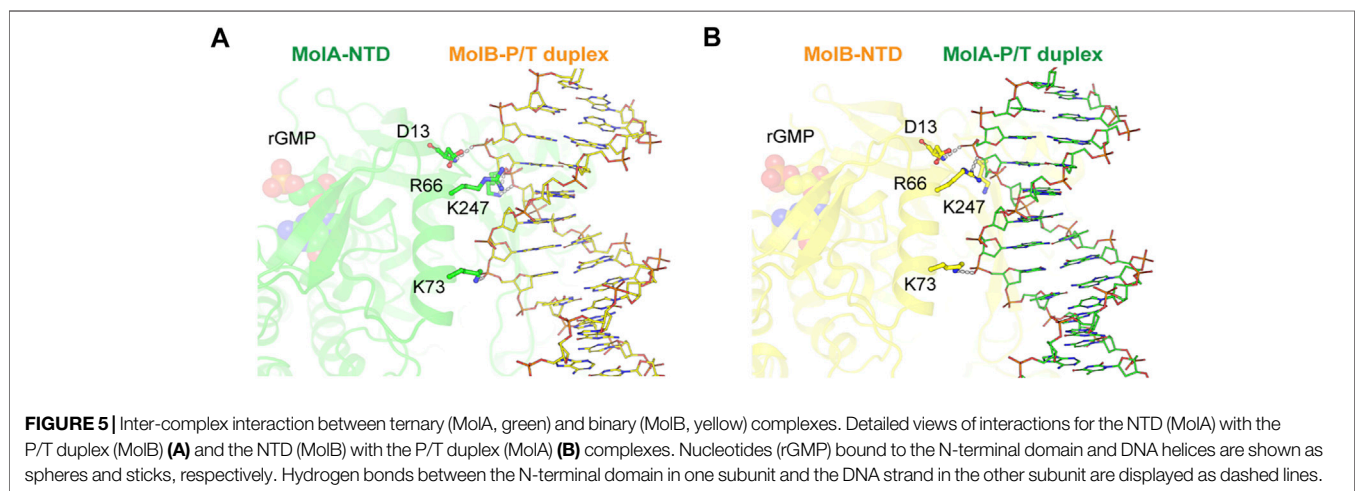 A
MolA-NTD
MolB-P/T duplex
rGMP
D13
R66
K247
K73
B
MolB-NTD
MolA-P/T duplex
rGMP
D13
R66
K247
K73
FIGURE 5 | Inter-complex interaction between ternary (MolA, green) and binary (MolB, yellow) complexes. Detailed views of interactions for the NTD (MolA) with the
P/T duplex (MolB) (A) and the NTD (MolB) with the P/T duplex (MolA) (B) complexes. Nucleotides (rGMP) bound to the N-terminal domain and DNA helices are shown as
spheres and sticks, respectively. Hydrogen bonds between the N-terminal domain in one subunit and the DNA strand in the other subunit are displayed as dashed lines.